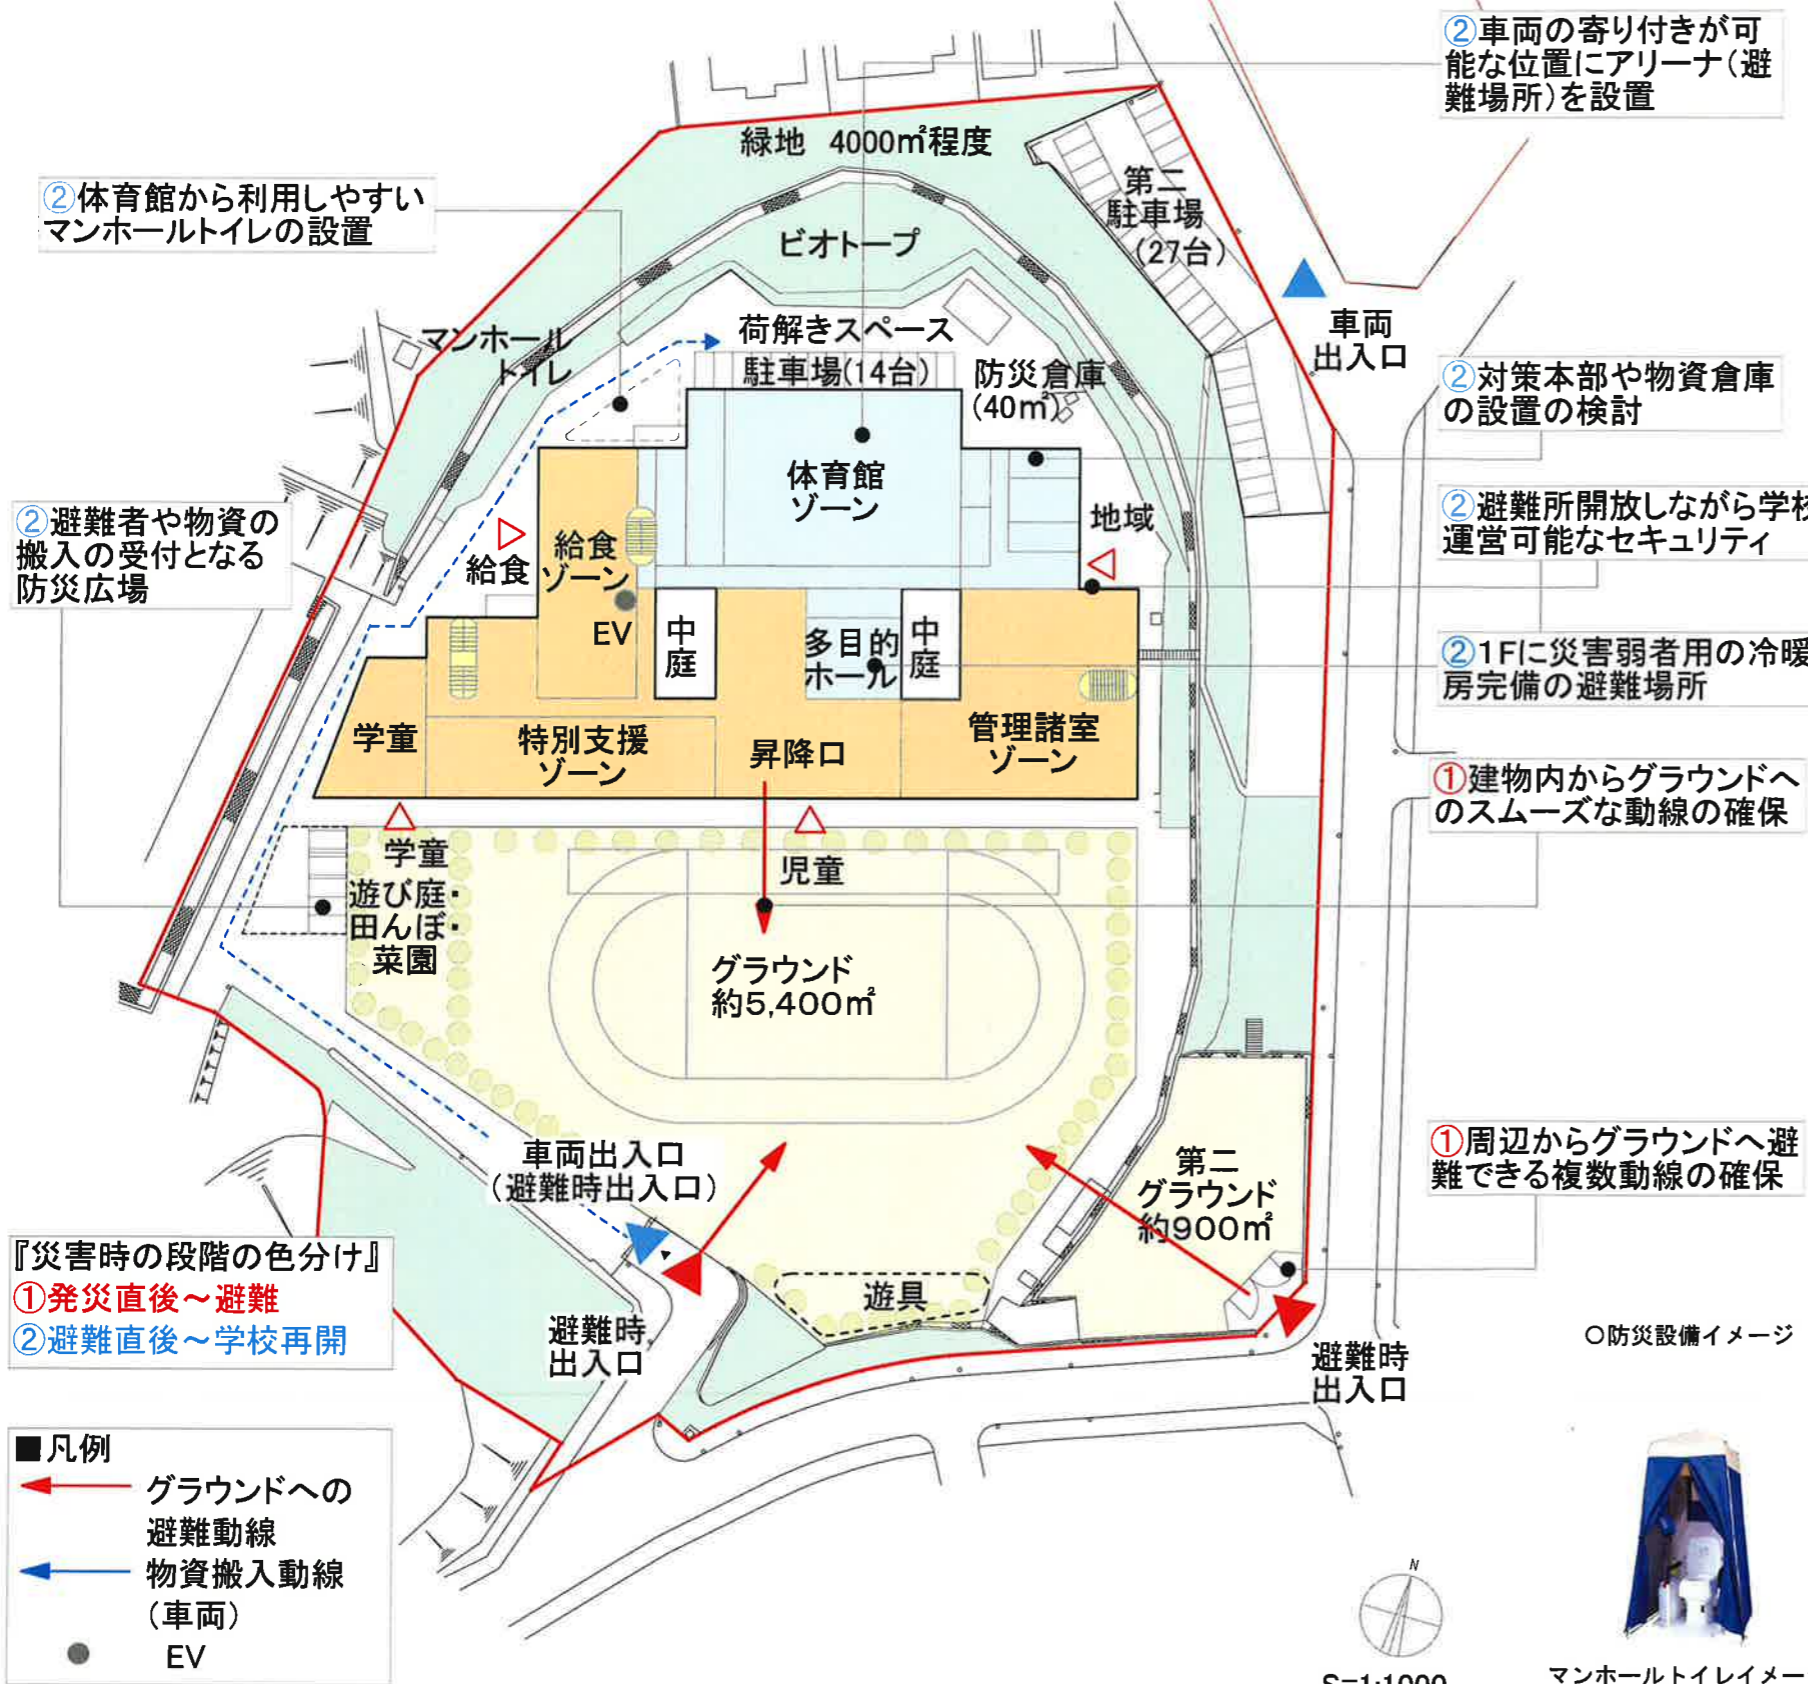 ②車両の寄り付きが可
能な位置にアリーナ(避
難場所)を設置
緑地 4000㎡程度
第二
駐車場
(27台)
②体育館から利用しやすい
マンホールトイレの設置
ビオトープ
車両
出入口
マンホール
トイレ
荷解きスペース
駐車場(14台)
防災倉庫
(40㎡)
②対策本部や物資倉庫
の設置の検討
体育館
ゾーン
地域
②避難所開放しながら学校
運営可能なセキュリティ
②避難者や物資の
搬入の受付となる
防災広場
給食
給食
ゾーン
EV
中
庭
多目的
ホール
中
庭
②1Fに災害弱者用の冷暖
房完備の避難場所
学童
特別支援
ゾーン
昇降口
管理諸室
ゾーン
①建物内からグラウンドへ
のスムーズな動線の確保
学童
遊び庭・
田んぼ・
菜園
児童
グラウンド
約5,400㎡
車両出入口
(避難時出入口)
第二
グラウンド
約900㎡
①周辺からグラウンドへ避
難できる複数動線の確保
『災害時の段階の色分け』
①発災直後～避難
②避難直後～学校再開
遊具
避難時
出入口
避難時
出入口
○防災設備イメージ
■凡例
グラウンドへの
避難動線
物資搬入動線
(車両)
EV
N
S=1:1000
マンホールトイレイメー